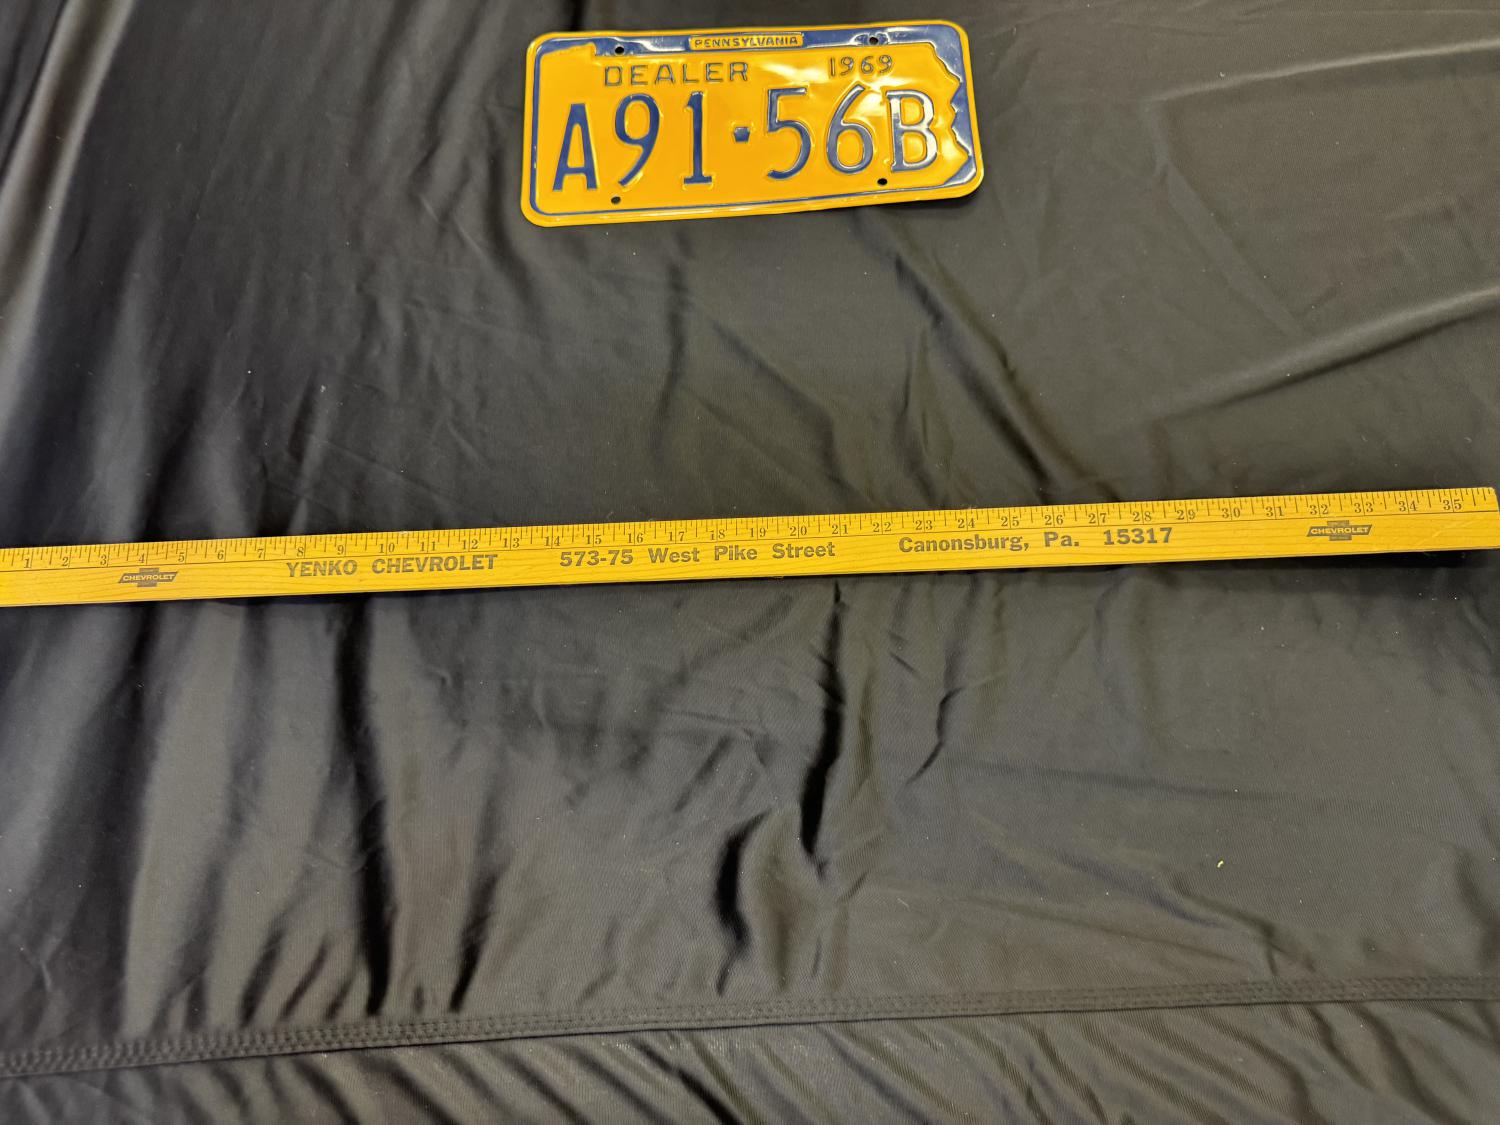 PENNSYLVANIA
DEALER 1969
A91·56B
1 2 3 4 5 6 7 8 9 10 11 12 13 14 15 16 17 18 19 20 21 22 23 24 25 26 27 28 29 30 31 32 33 34 35
CHEVROLET YENKO CHEVROLET 573-75 West Pike Street Canonsburg, Pa. 15317 CHEVROLET